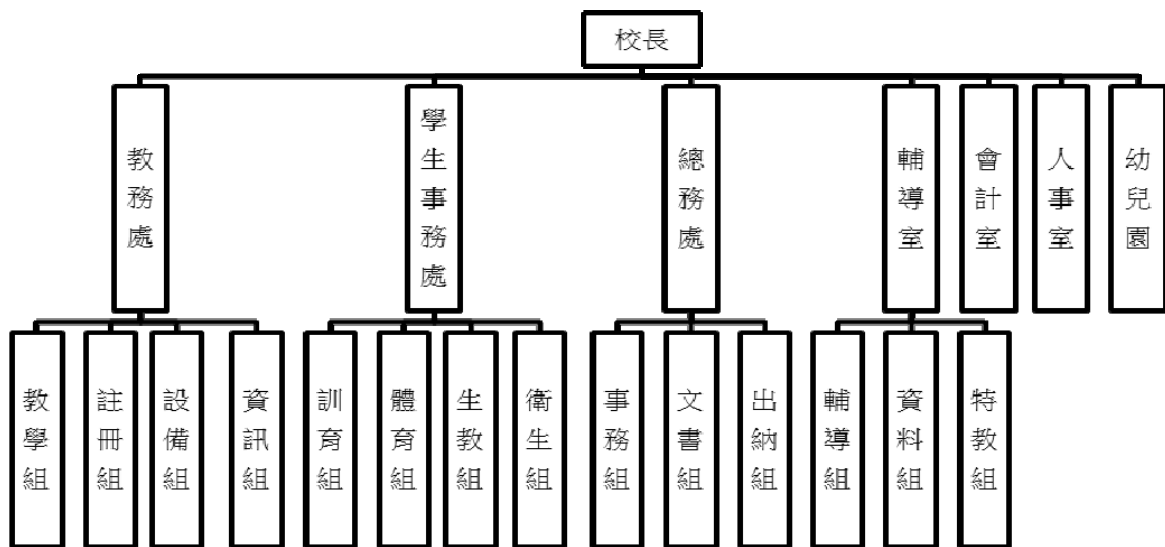 校長
教務處
學生事務處
總務處
輔導室
會計室
人事室
幼兒園
教學組
註冊組
設備組
資訊組
訓育組
體育組
生教組
衛生組
事務組
文書組
出納組
輔導組
資料組
特教組